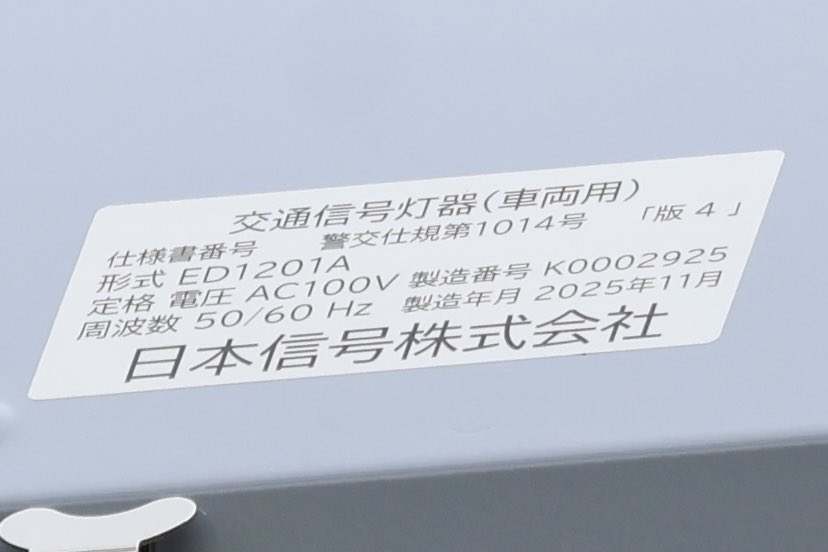 交通信号灯器(車両用)
仕様書番号 警交仕規第1014号 「版 4 」
形式 ED1201A
定格 電圧 AC100V 製造番号 K0002925
周波数 50/60 Hz 製造年月 2025年11月
日本信号株式会社